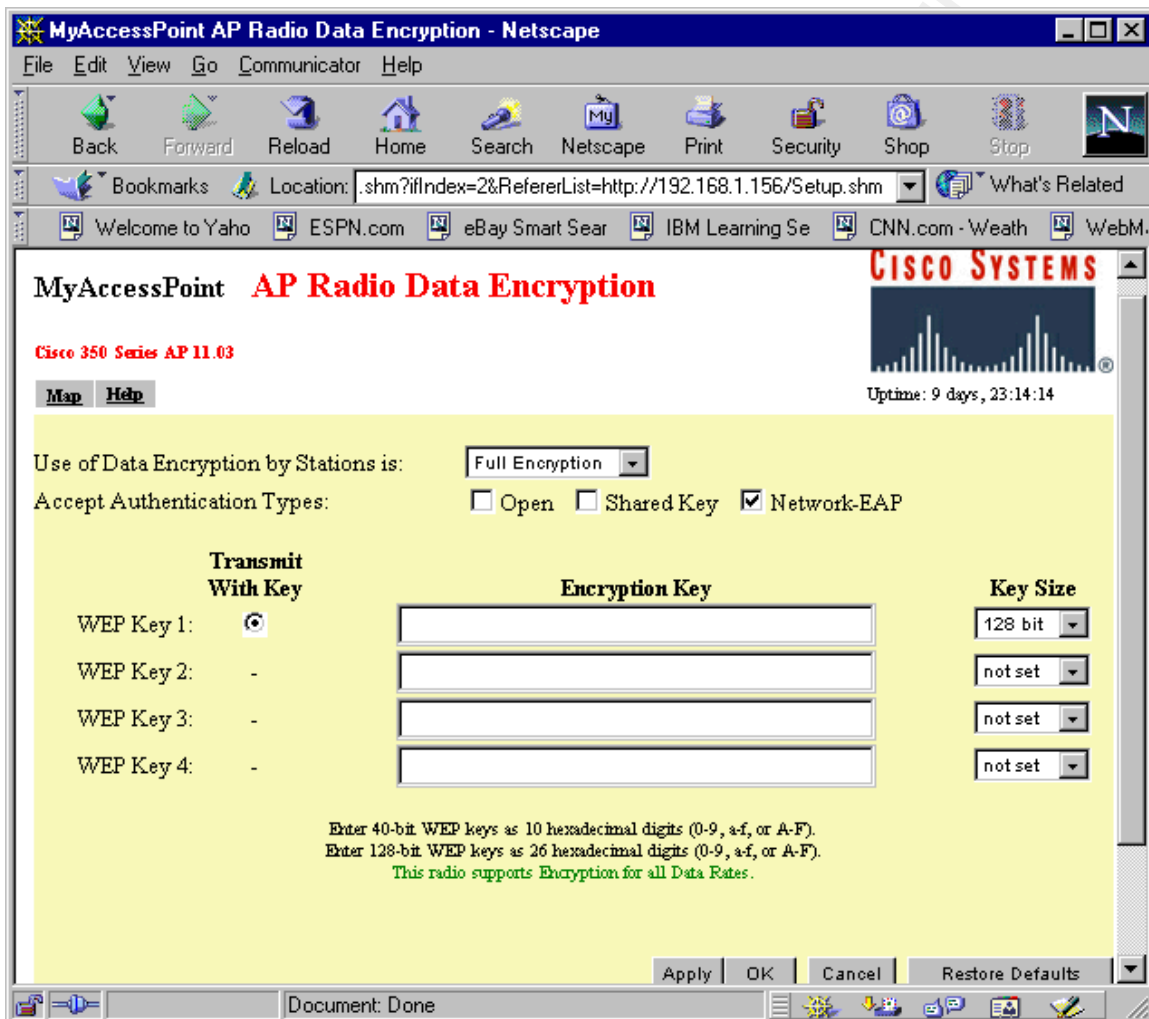 MyAccessPoint AP Radio Data Encryption - Netscape
File Edit View Go Communicator Help
My
N
Back Forward Reload Home Search Netscape Print Security Shop Stop
Bookmarks Location: .shm?ifIndex=2&RefererList=http://192.168.1.156/Setup.shm What's Related
Welcome to Yaho ESPN.com eBay Smart Sear IBM Learning Se CNN.com - Weath WebM
CISCO SYSTEMS
MyAccessPoint AP Radio Data Encryption
Cisco 350 Series AP 11.03
®
Map Help
Uptime: 9 days, 23:14:14
Use of Data Encryption by Stations is: Full Encryption
Accept Authentication Types: Open Shared Key Network-EAP
Transmit
With Key Encryption Key Key Size
WEP Key 1: 128 bit
WEP Key 2: - not set
WEP Key 3: - not set
WEP Key 4: - not set
Enter 40-bit WEP keys as 10 hexadecimal digits (0-9, a-f, or A-F).
Enter 128-bit WEP keys as 26 hexadecimal digits (0-9, a-f, or A-F).
This radio supports Encryption for all Data Rates.
Apply OK Cancel Restore Defaults
Document: Done